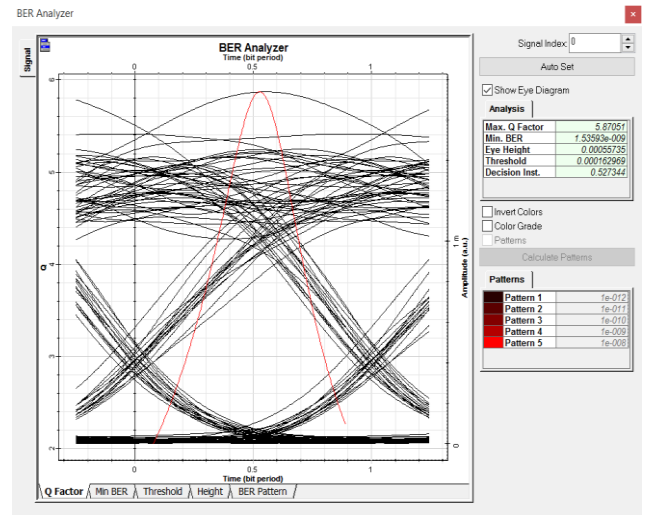 BER Analyzer
×
Signal
BER Analyzer
Time (bit period)
0 0.5 1
6
5
4
3
2
Q
1 m
0
Amplitude (a.u.)
0 0.5 1
Time (bit period)
Q Factor Min BER Threshold Height BER Pattern
Signal Index: 0
Auto Set
Show Eye Diagram
Analysis
Max. Q Factor 5.87051
Min. BER 1.53593e-009
Eye Height 0.00055735
Threshold 0.000162969
Decision Inst. 0.527344
Invert Colors
Color Grade
Patterns
Calculate Patterns
Patterns
Pattern 1 1e-012
Pattern 2 1e-011
Pattern 3 1e-010
Pattern 4 1e-009
Pattern 5 1e-008